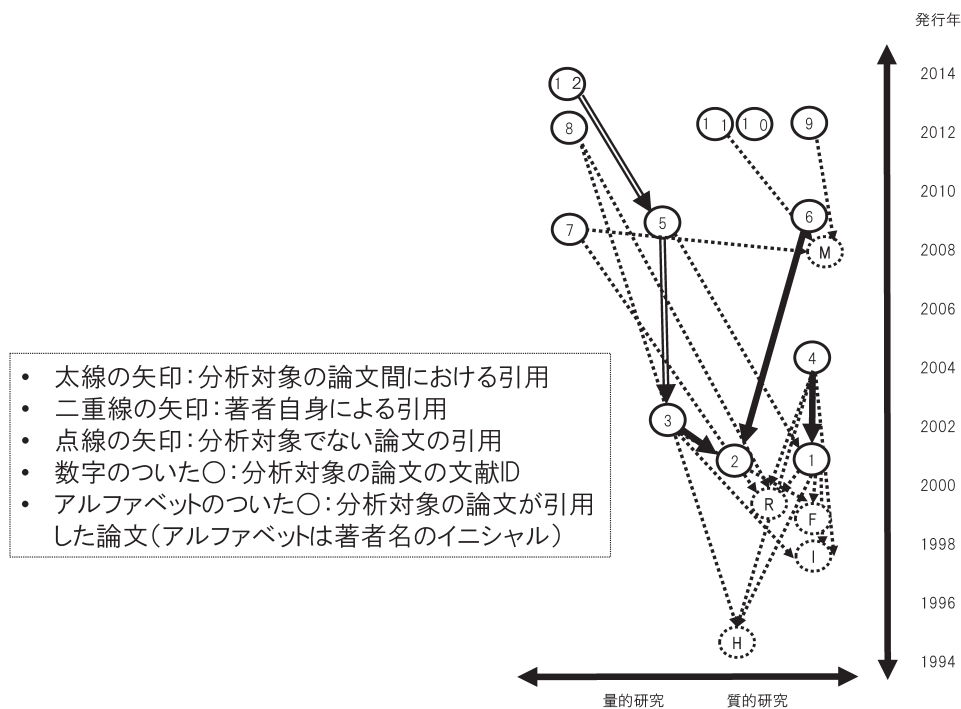 発行年
2014
2012
2010
2008
2006
2004
2002
2000
1998
1996
1994
12
8
11
10
9
7
5
6
M
4
3
2
1
R
F
I
H
• 太線の矢印：分析対象の論文間における引用
• 二重線の矢印：著者自身による引用
• 点線の矢印：分析対象でない論文の引用
• 数字のついた○：分析対象の論文の文献ID
• アルファベットのついた○：分析対象の論文が引用
した論文（アルファベットは著者名のイニシャル）
量的研究 質的研究